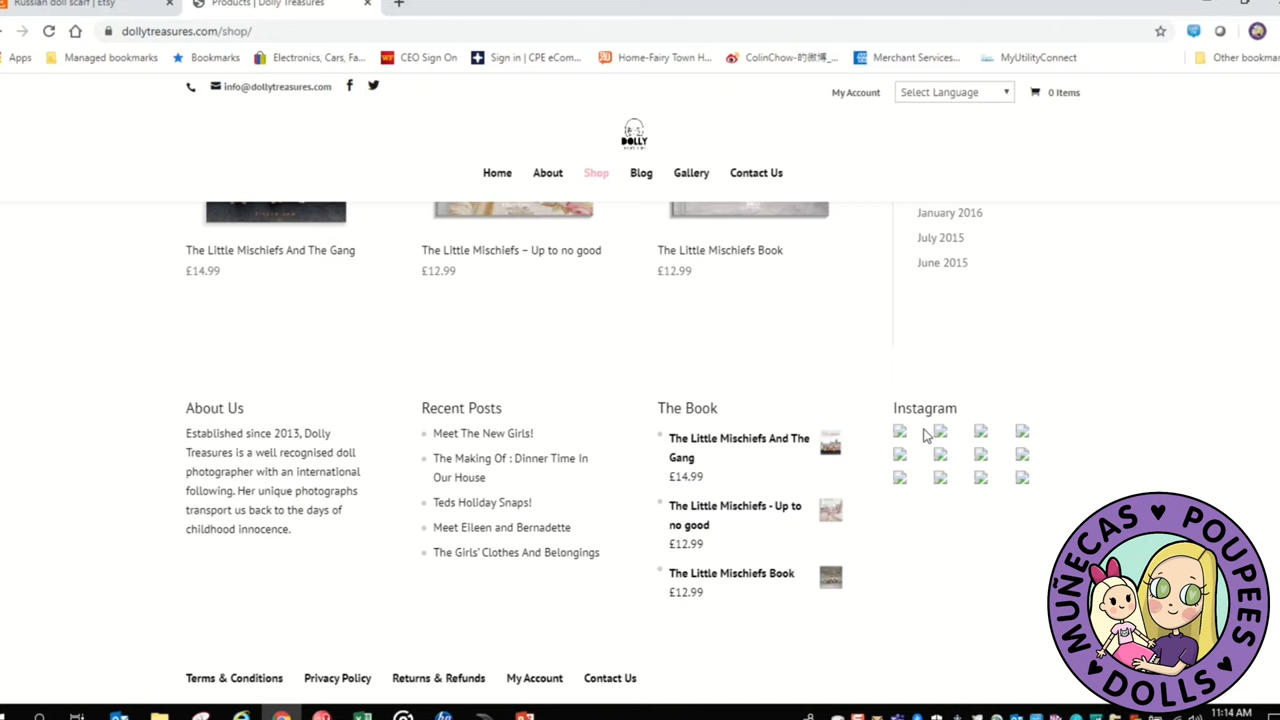 Russian doll scarf | Etsy
Products | Dolly Treasures
dollytreasures.com/shop/
Apps Managed bookmarks Bookmarks Electronics, Cars, Fa... CEO Sign On Sign in | CPE eCom... Home-Fairy Town H... ColinChow-的微博_... Merchant Services... MyUtilityConnect Other bookmar
info@dollytreasures.com My Account Select Language 0 Items
DOLLY
Home About Shop Blog Gallery Contact Us
January 2016
July 2015
June 2015
The Little Mischiefs And The Gang
£14.99
The Little Mischiefs – Up to no good
£12.99
The Little Mischiefs Book
£12.99
About Us
Established since 2013, Dolly
Treasures is a well recognised doll
photographer with an international
following. Her unique photographs
transport us back to the days of
childhood innocence.
Recent Posts
Meet The New Girls!
The Making Of : Dinner Time In
Our House
Teds Holiday Snaps!
Meet Eileen and Bernadette
The Girls' Clothes And Belongings
The Book
The Little Mischiefs And The
Gang
£14.99
The Little Mischiefs - Up to
no good
£12.99
The Little Mischiefs Book
£12.99
Instagram
MUÑECAS POUPEES DOLLS
Terms & Conditions Privacy Policy Returns & Refunds My Account Contact Us
11:14 AM